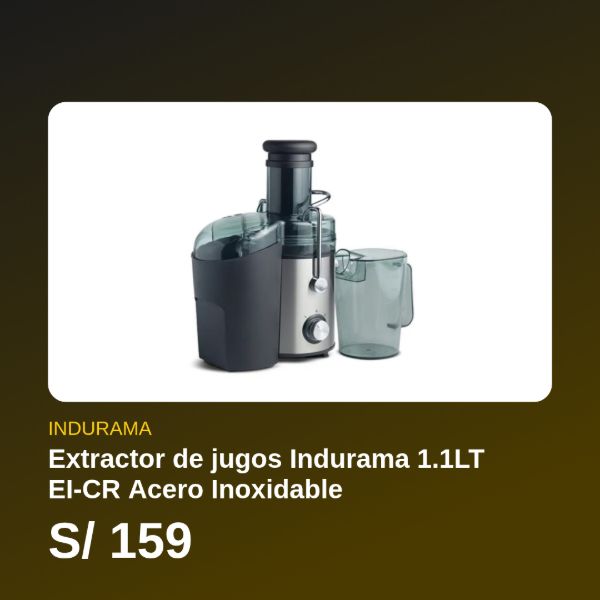 INDURAMA
Extractor de jugos Indurama 1.1LT
EI-CR Acero Inoxidable
S/ 159